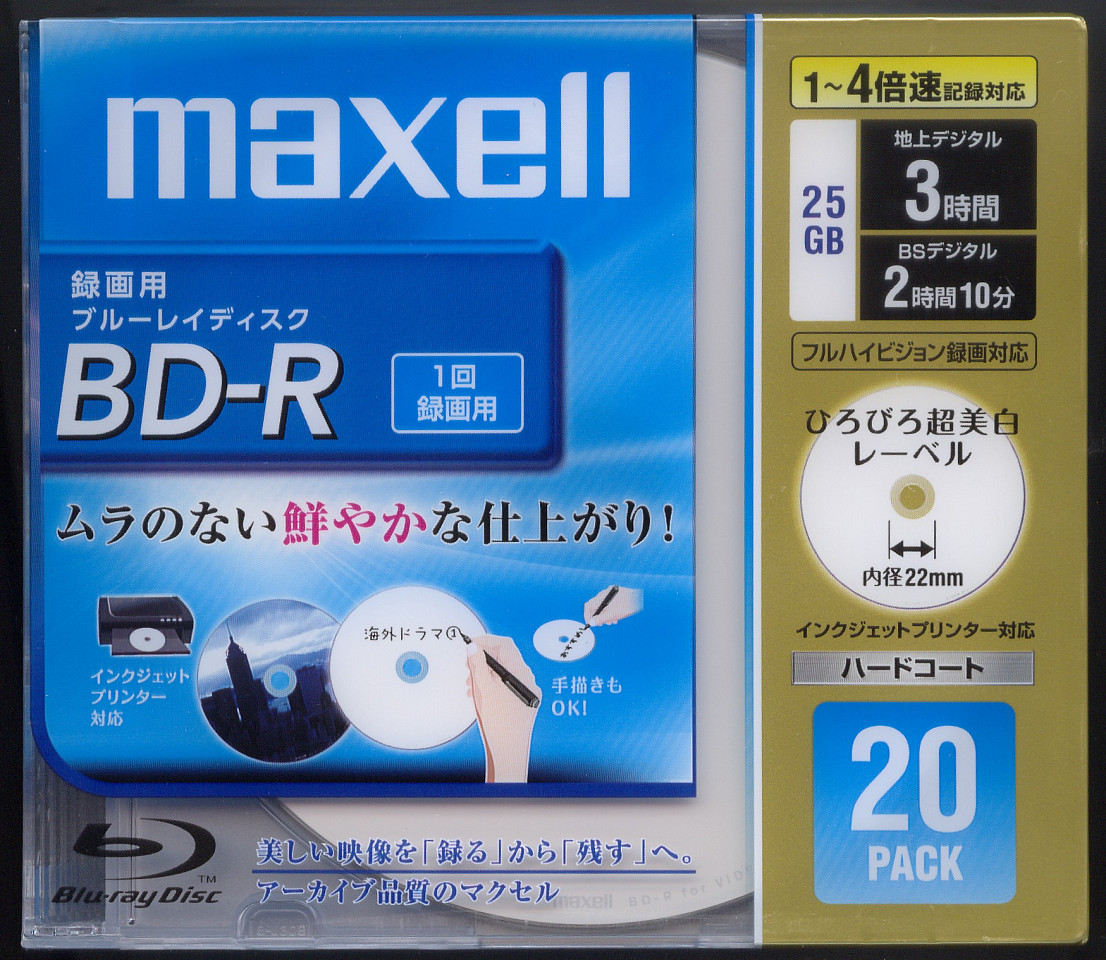 maxell
録画用
ブルーレイディスク
BD-R
1回
録画用
ムラのない鮮やかな仕上がり!
インクジェット
プリンター
対応
海外ドラマ①
手描きも
OK!
Blu-ray Disc
TM
美しい映像を「録る」から「残す」へ。
アーカイブ品質のマクセル
maxell
BD-R for VID
1~4倍速記録対応
25
GB
地上デジタル
3時間
BSデジタル
2時間10分
フルハイビジョン録画対応
ひろびろ超美白
レーベル
内径22mm
インクジェットプリンター対応
ハードコート
20
PACK